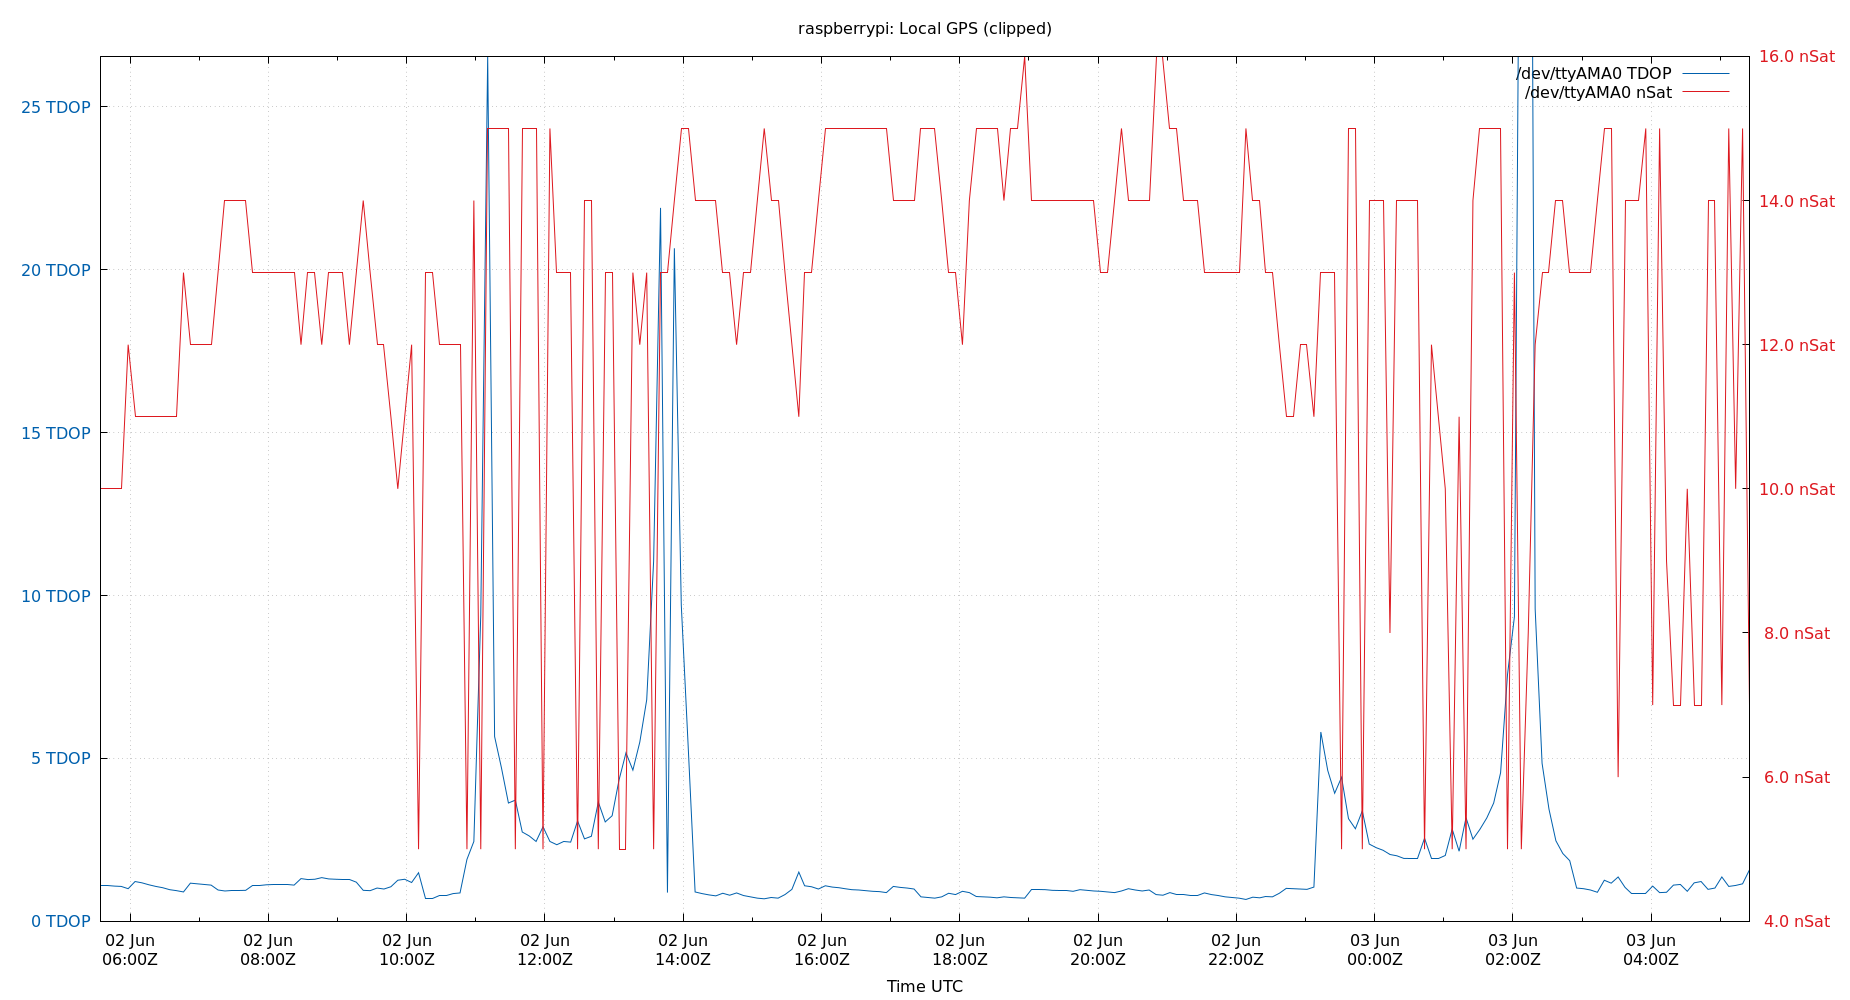 raspberrypi: Local GPS (clipped)
/dev/ttyAMA0 TDOP
/dev/ttyAMA0 nSat
25 TDOP
20 TDOP
15 TDOP
10 TDOP
5 TDOP
0 TDOP
16.0 nSat
14.0 nSat
12.0 nSat
10.0 nSat
8.0 nSat
6.0 nSat
4.0 nSat
02 Jun 02 Jun 02 Jun 02 Jun 02 Jun 02 Jun 02 Jun 02 Jun 02 Jun 03 Jun 03 Jun 03 Jun
06:00Z 08:00Z 10:00Z 12:00Z 14:00Z 16:00Z 18:00Z 20:00Z 22:00Z 00:00Z 02:00Z 04:00Z
Time UTC